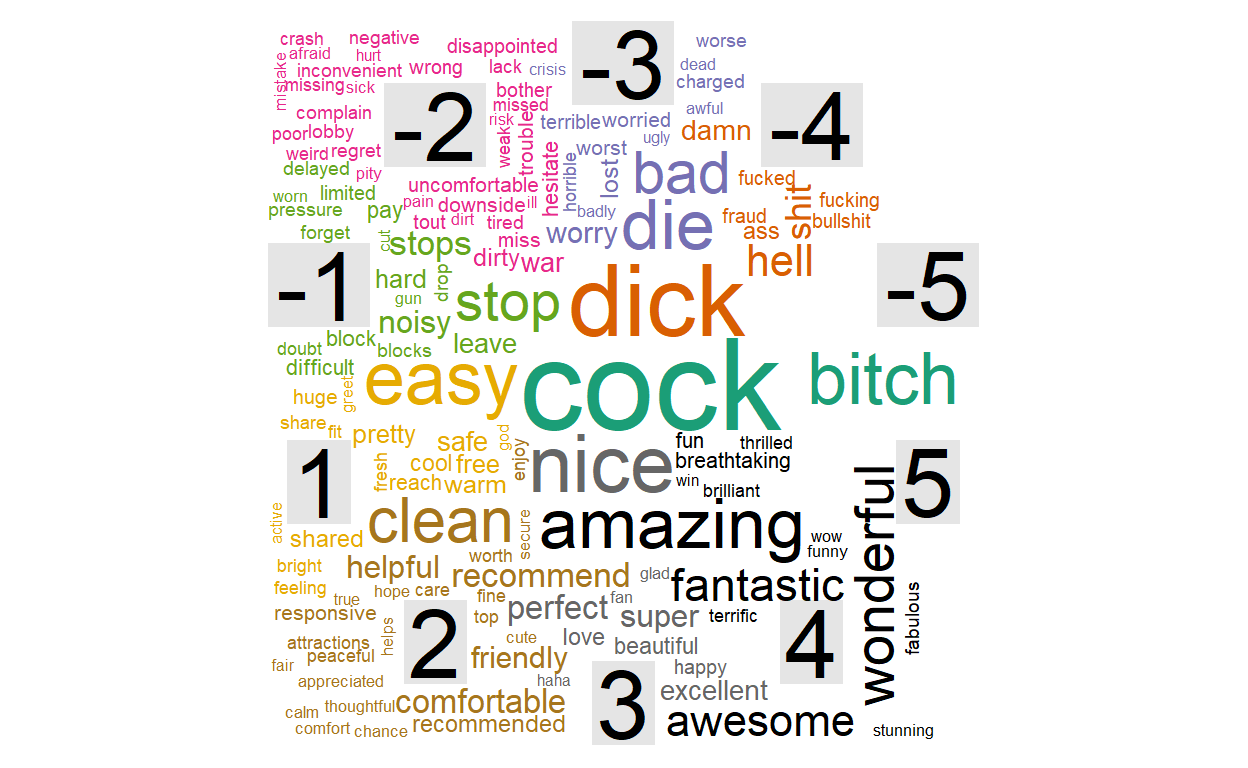 crash
negative
disappointed
-3
worse
afraid
hurt
mistake
inconvenient
wrong
lack
crisis
dead
charged
missing
sick
bother
missed
awful
-2
-4
complain
risk
terrible
worried
damn
poor
lobby
weak
trouble
ugly
weird
regret
worst
bad
delayed
pity
hesitate
horrible
lost
fucked
worn
limited
uncomfortable
shit
fucking
pressure
pay
pain
downside
ill
badly
die
fraud
bullshit
tout
dirt
tired
ass
forget
cut
stops
miss
worry
hell
-1
dirty
war
-5
hard
drop
gun
stop
dick
noisy
block
leave
doubt
blocks
difficult
easy
cock
bitch
huge
greet
share
fit
pretty
safe
god
enjoy
nice
fun
thrilled
1
fresh
cool
free
breathtaking
5
reach
warm
win
brilliant
wonderful
active
clean
secure
amazing
shared
wow
funny
bright
helpful
worth
recommend
glad
fantastic
feeling
true
hope
care
fine
fan
fabulous
responsive
top
perfect
super
terrific
2
4
attractions
helps
cute
love
beautiful
peaceful
friendly
fair
happy
appreciated
haha
3
excellent
calm
thoughtful
comfortable
awesome
comfort
chance
recommended
stunning